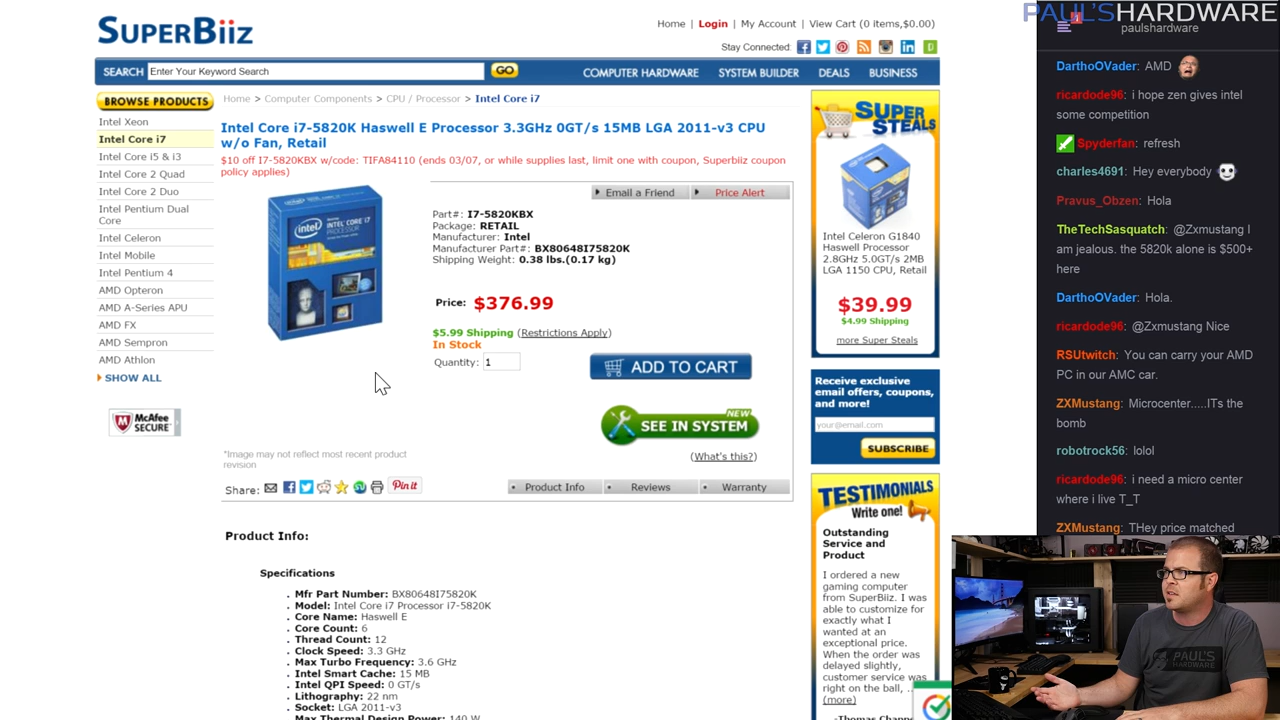 SUPERBiiZ
Home | Login | My Account | View Cart (0 items,$0.00)
Stay Connected:
SEARCH Enter Your Keyword Search GO
COMPUTER HARDWARE SYSTEM BUILDER DEALS BUSINESS
BROWSE PRODUCTS
Intel Xeon
Intel Core i7
Intel Core i5 & i3
Intel Core 2 Quad
Intel Core 2 Duo
Intel Pentium Dual
Core
Intel Celeron
Intel Mobile
Intel Pentium 4
AMD Opteron
AMD A-Series APU
AMD FX
AMD Sempron
AMD Athlon
SHOW ALL
McAfee
SECURE
Home > Computer Components > CPU / Processor > Intel Core i7
Intel Core i7-5820K Haswell E Processor 3.3GHz 0GT/s 15MB LGA 2011-v3 CPU
w/o Fan, Retail
$10 off I7-5820KBX w/code: TIFA84110 (ends 03/07, or while supplies last, limit one with coupon, Superbiiz coupon
policy applies)
Email a Friend
Price Alert
Part#: I7-5820KBX
Package: RETAIL
Manufacturer: Intel
Manufacturer Part#: BX80648I75820K
Shipping Weight: 0.38 lbs.(0.17 kg)
Price: $376.99
$5.99 Shipping (Restrictions Apply)
In Stock
Quantity: 1
ADD TO CART
NEW
SEE IN SYSTEM
(What's this?)
*Image may not reflect most recent product
revision
Share:
Pin it
Product Info
Reviews
Warranty
Product Info:
Specifications
. Mfr Part Number: BX80648I75820K
. Model: Intel Core i7 Processor i7-5820K
. Core Name: Haswell E
. Core Count: 6
. Thread Count: 12
. Clock Speed: 3.3 GHz
. Max Turbo Frequency: 3.6 GHz
. Intel Smart Cache: 15 MB
. Intel QPI Speed: 0 GT/s
. Lithography: 22 nm
. Socket: LGA 2011-v3
. Max Thermal Design Power: 140 W
SUPER
STEALS
Intel Celeron G1840
Haswell Processor
2.8GHz 5.0GT/s 2MB
LGA 1150 CPU, Retail
$39.99
$4.99 Shipping
more Super Steals
Receive exclusive
email offers, coupons,
and more!
your@email.com
SUBSCRIBE
TESTIMONIALS
Write one!
Outstanding
Service and
Product
I ordered a new
gaming computer
from SuperBiiz. I was
able to customize for
exactly what I
wanted at an
exceptional price.
When the order was
delayed slightly,
customer service was
right on the ball, ...
(more)
PAUL'SHARDWARE
1
paulshardware
DarthoOVader: AMD
ricardode96: i hope zen gives intel
some competition
Spyderfan: refresh
charles4691: Hey everybody
Pravus_Obzen: Hola
TheTechSasquatch: @Zxmustang I
am jealous. the 5820k alone is $500+
here
DarthoOVader: Hola.
ricardode96: @Zxmustang Nice
RSUtwitch: You can carry your AMD
PC in our AMC car.
ZXMustang: Microcenter.....ITs the
bomb
robotrock56: lolol
ricardode96: i need a micro center
where i live T_T
ZXMustang: THey price matched
PAUL'S
HARDWARE